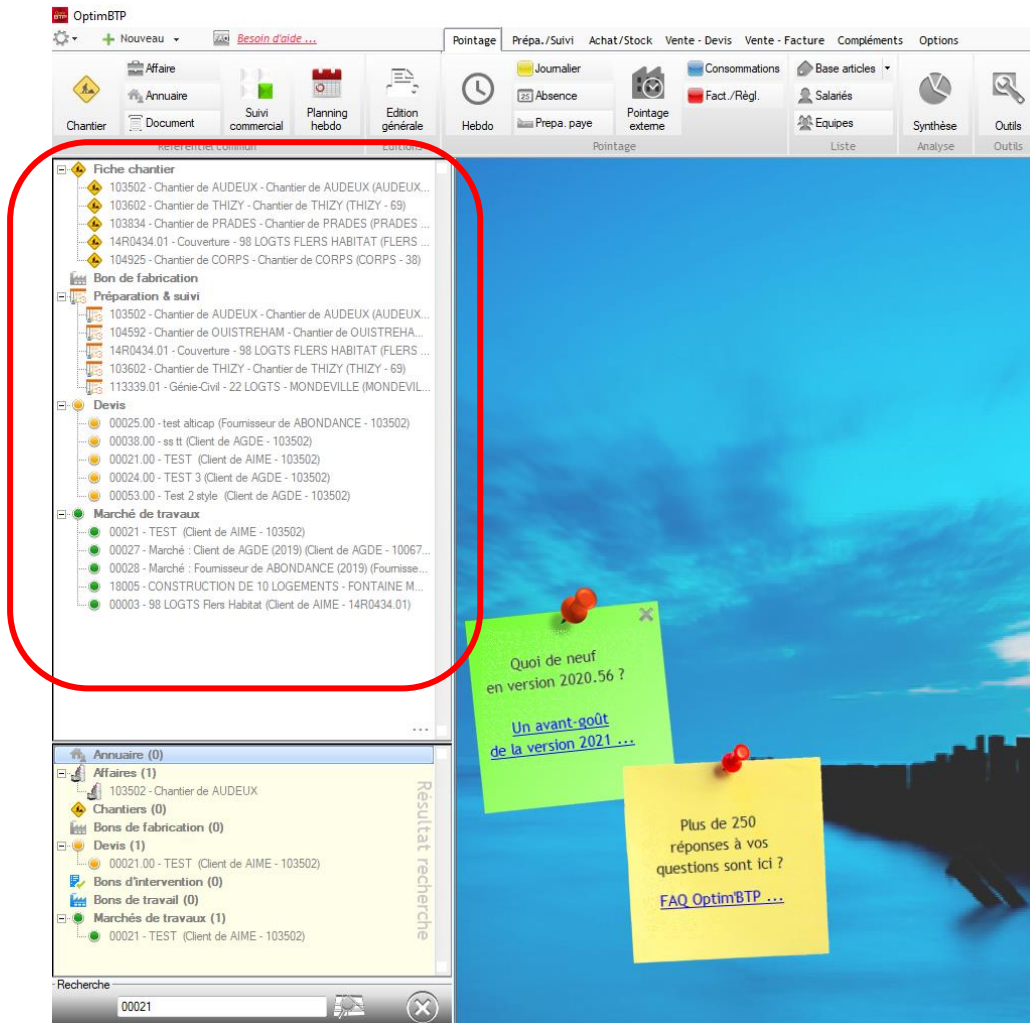 OptimBTP
Nouveau
Besoin d'aide ...
Pointage Prépa./Suivi Achat/Stock Vente - Devis Vente - Facture Compléments Options
Chantier
Affaire
Annuaire
Document
Suivi
commercial
Planning
hebdo
Edition
générale
Hebdo
Journalier
25 Absence
Prepa. paye
Pointage
externe
Consommations
Fact./Règl.
Base articles
Salariés
Equipes
Synthèse
Outils
Référentiel commun Editions Pointage Liste Analyse Outils
Fiche chantier
103502 - Chantier de AUDEUX - Chantier de AUDEUX (AUDEUX...
103602 - Chantier de THIZY - Chantier de THIZY (THIZY - 69)
103834 - Chantier de PRADES - Chantier de PRADES (PRADES ...
14R0434.01 - Couverture - 98 LOGTS FLERS HABITAT (FLERS ...
104925 - Chantier de CORPS - Chantier de CORPS (CORPS - 38)
Bon de fabrication
Préparation & suivi
103502 - Chantier de AUDEUX - Chantier de AUDEUX (AUDEUX...
104592 - Chantier de OUISTREHAM - Chantier de OUISTREHA...
14R0434.01 - Couverture - 98 LOGTS FLERS HABITAT (FLERS ...
103602 - Chantier de THIZY - Chantier de THIZY (THIZY - 69)
113339.01 - Génie-Civil - 22 LOGTS - MONDEVILLE (MONDEVIL...
Devis
00025.00 - test alticap (Fournisseur de ABONDANCE - 103502)
00038.00 - ss tt (Client de AGDE - 103502)
00021.00 - TEST (Client de AIME - 103502)
00024.00 - TEST 3 (Client de AGDE - 103502)
00053.00 - Test 2 style (Client de AGDE - 103502)
Marché de travaux
00021 - TEST (Client de AIME - 103502)
00027 - Marché : Client de AGDE (2019) (Client de AGDE - 10067...
00028 - Marché : Fournisseur de ABONDANCE (2019) (Fournisse...
18005 - CONSTRUCTION DE 10 LOGEMENTS - FONTAINE M...
00003 - 98 LOGTS Flers Habitat (Client de AIME - 14R0434.01)
...
Quoi de neuf
en version 2020.56 ?
Un avant-goût
de la version 2021 ...
Plus de 250
réponses à vos
questions sont ici ?
FAQ Optim'BTP ...
Annuaire (0)
Affaires (1)
103502 - Chantier de AUDEUX
Chantiers (0)
Bons de fabrication (0)
Devis (1)
00021.00 - TEST (Client de AIME - 103502)
Bons d'intervention (0)
Bons de travail (0)
Marchés de travaux (1)
00021 - TEST (Client de AIME - 103502)
Résultat recherche
Recherche
00021